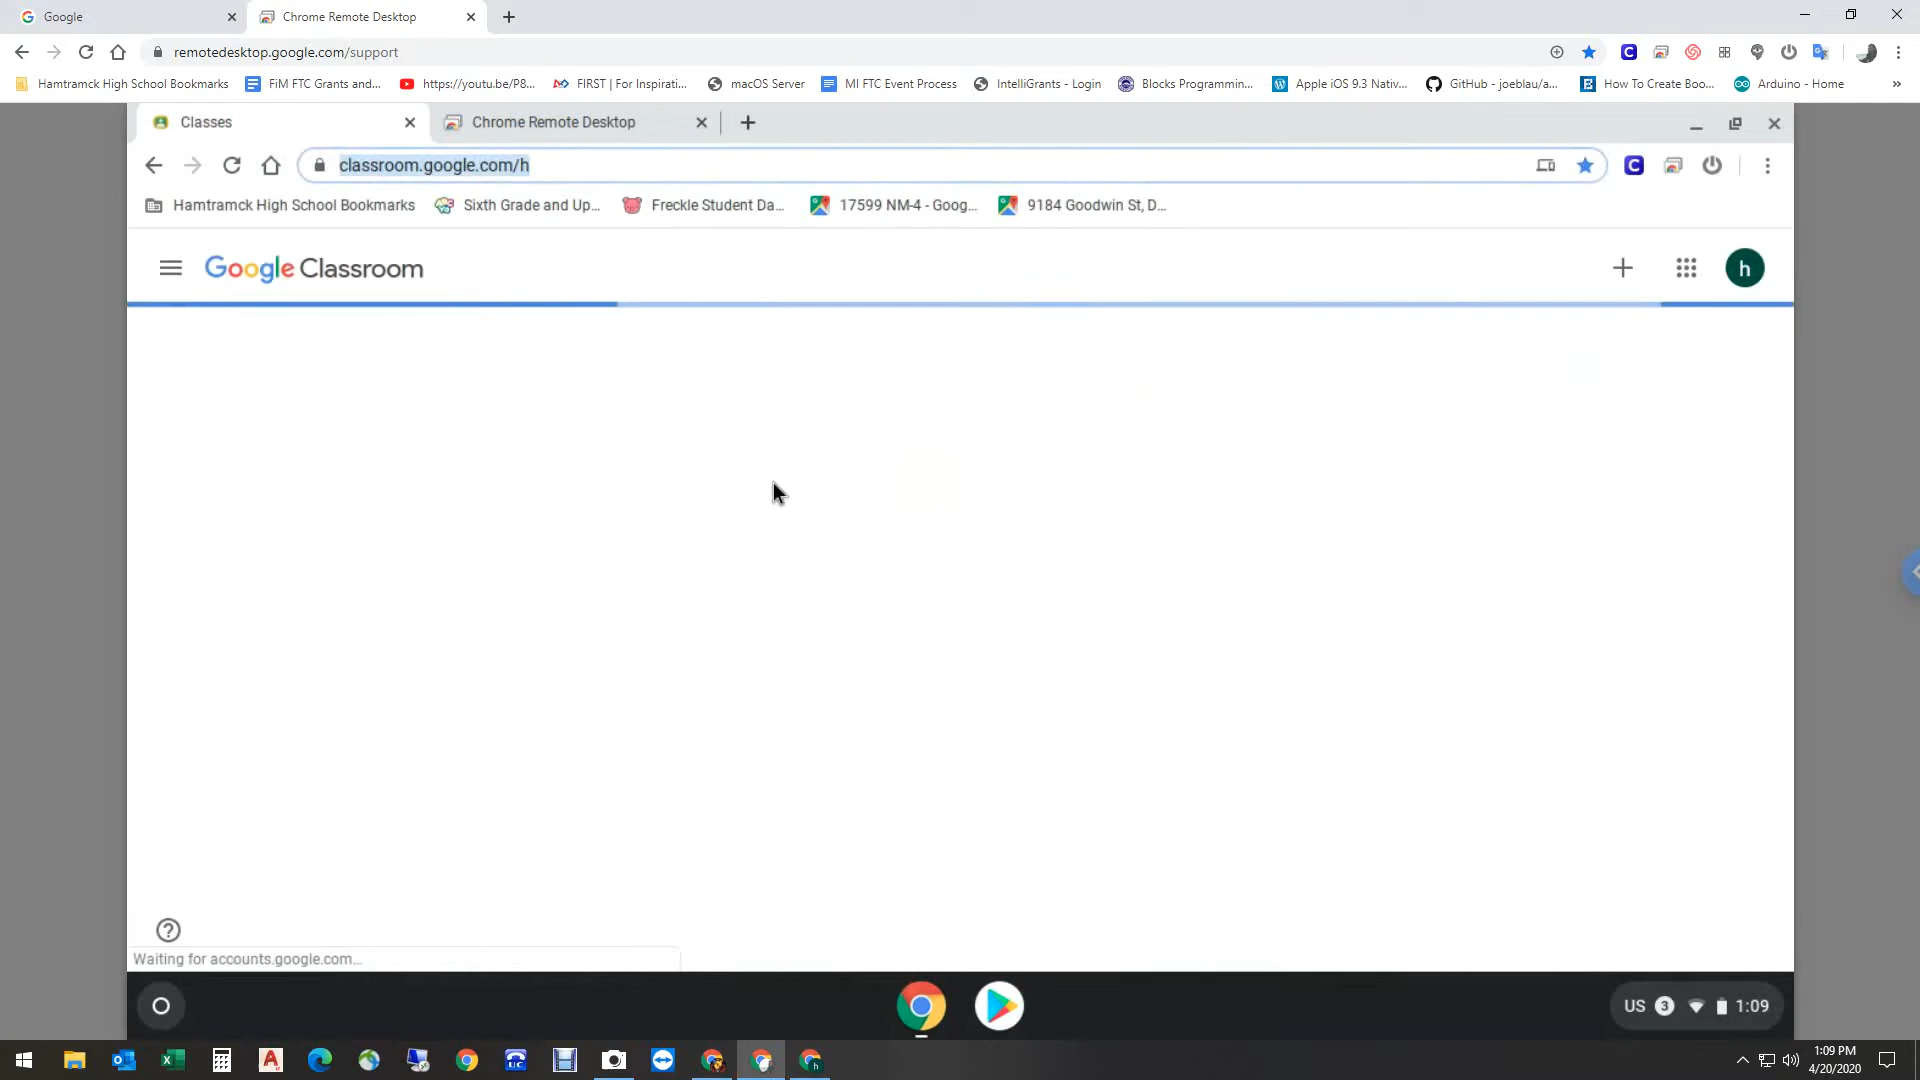 Google
Chrome Remote Desktop
remotedesktop.google.com/support
Hamtramck High School Bookmarks
FiM FTC Grants and...
https://youtu.be/P8...
FIRST | For Inspirati...
macOS Server
MI FTC Event Process
IntelliGrants - Login
Blocks Programmin...
Apple iOS 9.3 Nativ...
GitHub - joeblau/a...
How To Create Boo...
Arduino - Home
»
Classes
Chrome Remote Desktop
classroom.google.com/h
C
Hamtramck High School Bookmarks
Sixth Grade and Up...
Freckle Student Da...
17599 NM-4 - Goog...
9184 Goodwin St, D...
Google Classroom
h
Waiting for accounts.google.com...
US 3 1:09
1:09 PM
4/20/2020